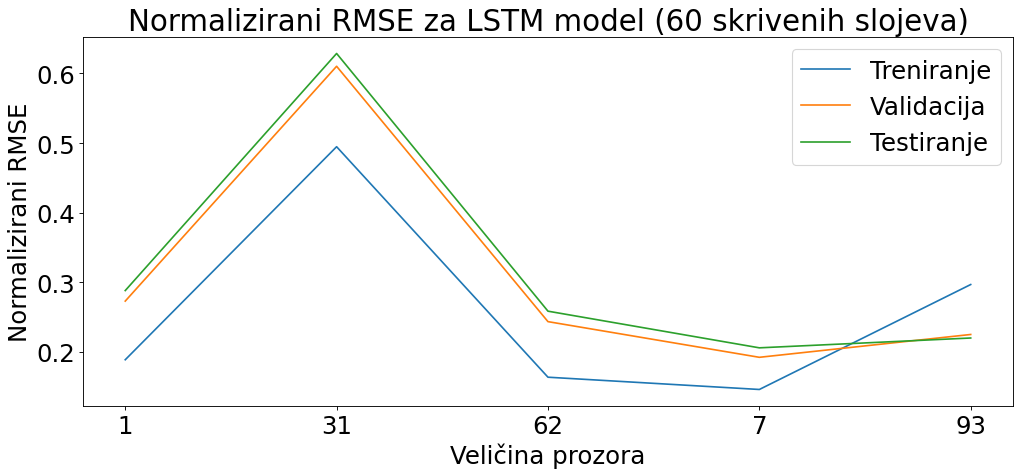 Normalizirani RMSE za LSTM model (60 skrivenih slojeva)
Treniranje
Validacija
Testiranje
Normalizirani RMSE
0.6
0.5
0.4
0.3
0.2
1 31 62 7 93
Veličina prozora